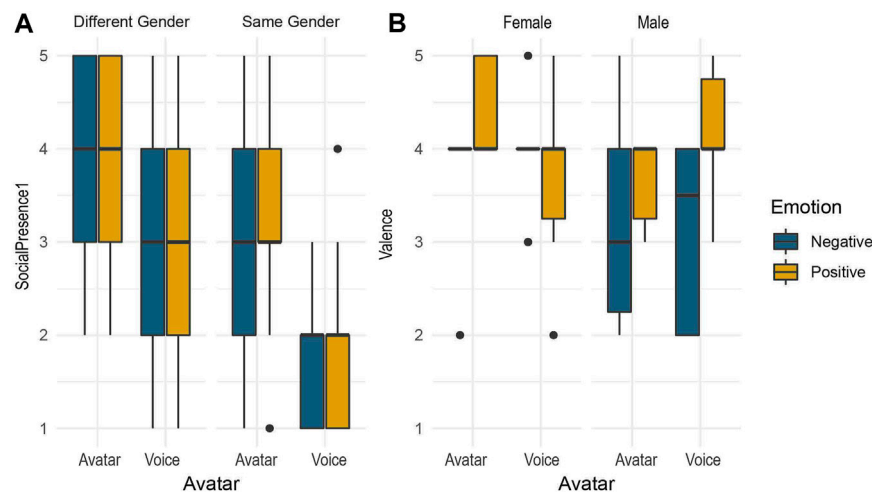 A
Different Gender
Same Gender
5
4
3
2
1
SocialPresence1
Avatar
Voice
Avatar
Voice
Avatar
B
Female
Male
5
4
3
2
1
Valence
Avatar
Voice
Avatar
Voice
Avatar
Emotion
Negative
Positive